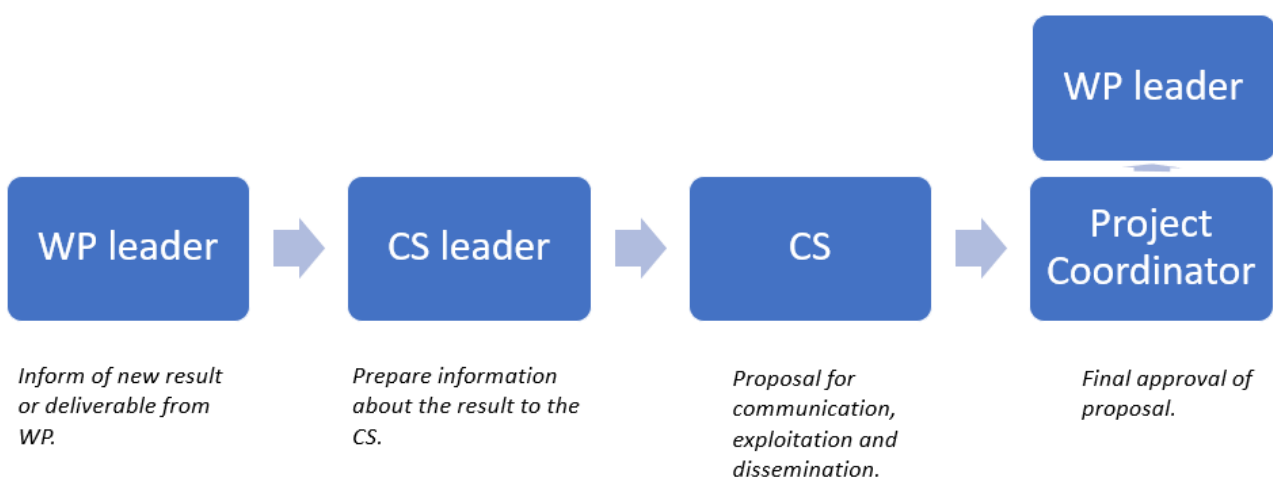 WP leader
WP leader
CS leader
CS
Project
Coordinator
Inform of new result
or deliverable from
WP.
Prepare information
about the result to the
CS.
Proposal for
communication,
exploitation and
dissemination.
Final approval of
proposal.